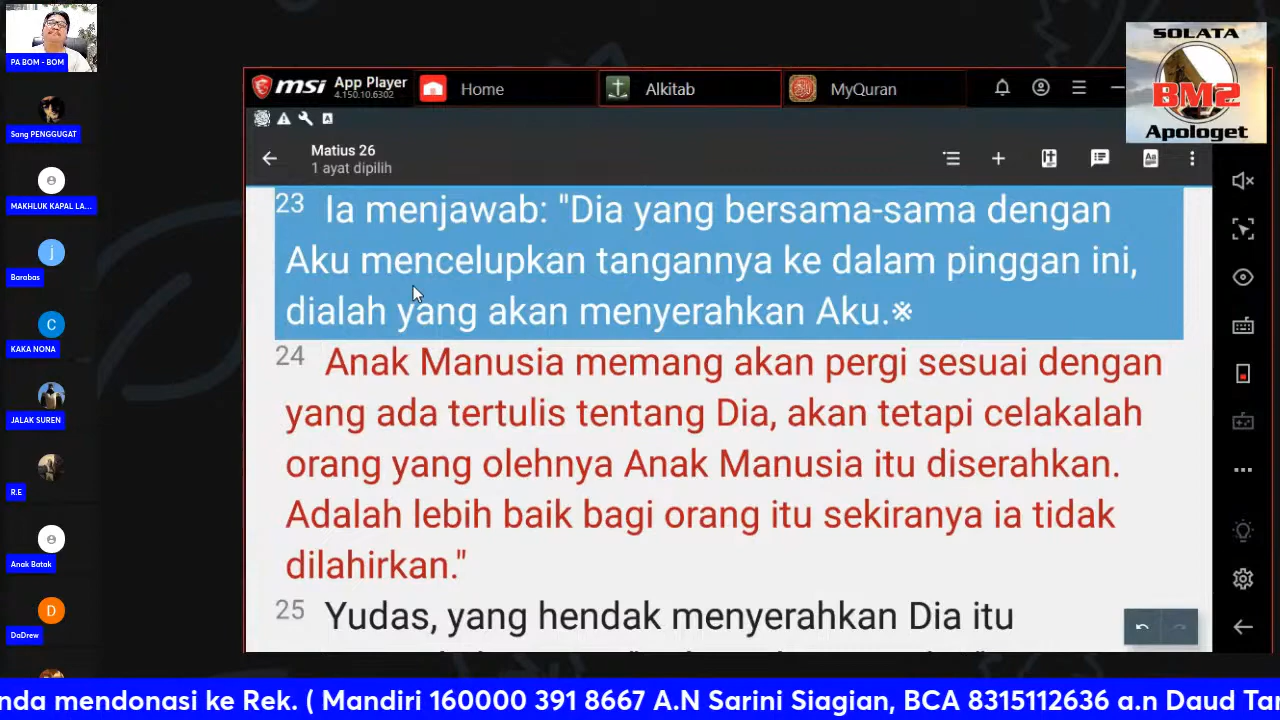 PA BOM - BOM
Sang PENGGUGAT
MAKHLUK KAPAL LA...
j
Barabas
C
KAKA NONA
JALAK SUREN
R.E
Anak Batak
D
DaDrew
msi App Player
4.150.10.6302
Home
Alkitab
MyQuran
SOLATA
BM2
Apologet
Matius 26
1 ayat dipilih
23 Ia menjawab: "Dia yang bersama-sama dengan
Aku mencelupkan tangannya ke dalam pinggan ini,
dialah yang akan menyerahkan Aku.※
24 Anak Manusia memang akan pergi sesuai dengan
yang ada tertulis tentang Dia, akan tetapi celakalah
orang yang olehnya Anak Manusia itu diserahkan.
Adalah lebih baik bagi orang itu sekiranya ia tidak
dilahirkan."
25 Yudas, yang hendak menyerahkan Dia itu
nda mendonasi ke Rek. ( Mandiri 160000 391 8667 A.N Sarini Siagian, BCA 8315112636 a.n Daud Tar